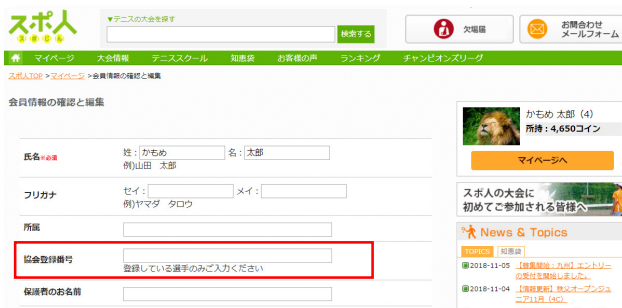 スポ人
すぽじん
▼テニスの大会を探す
検索する
欠場届
お問合わせ
メールフォーム
マイページ 大会情報 テニススクール 知恵袋 お客様の声 ランキング チャンピオンズリーグ
スポ人TOP >マイページ >会員情報の確認と編集
会員情報の確認と編集
氏名※必須
姓：かもめ 名：太郎
例)山田 太郎
フリガナ
セイ： メイ：
例)ヤマダ タロウ
所属
協会登録番号
登録している選手のみご入力ください
保護者のお名前
かもめ 太郎（4）
所持：4,650コイン
マイページへ
スポ人の大会に
初めてご参加される皆様へ
News & Topics
TOPICS 知恵袋
2018-11-05 【募集開始：九州】エントリー
の受付を開始しました。
2018-11-04 【情報更新】秩父オープンジュ
ニア11月（4C）